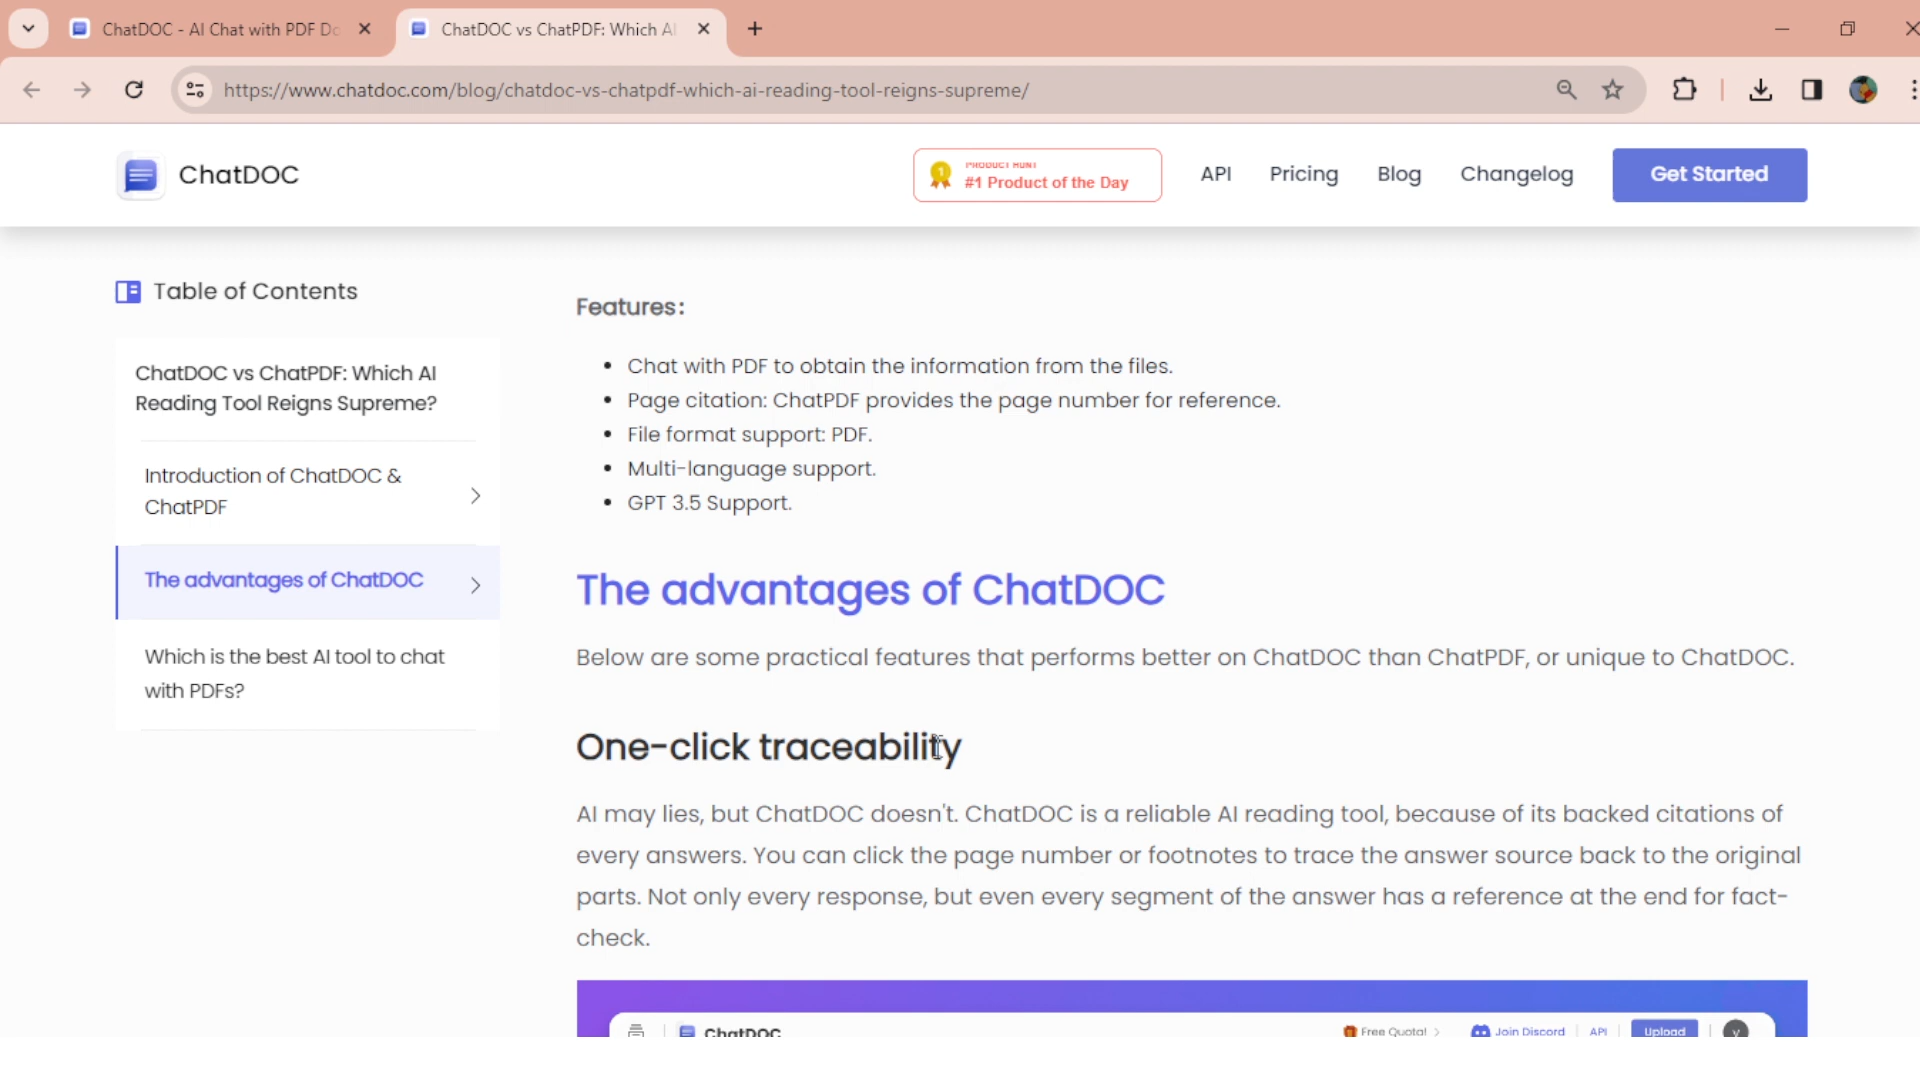 ChatDOC - AI Chat with PDF Do
ChatDOC vs ChatPDF: Which AI
https://www.chatdoc.com/blog/chatdoc-vs-chatpdf-which-ai-reading-tool-reigns-supreme/
ChatDOC
PRODUCT HUNT
#1 Product of the Day
API
Pricing
Blog
Changelog
Get Started
Table of Contents
ChatDOC vs ChatPDF: Which AI
Reading Tool Reigns Supreme?
Introduction of ChatDOC &
ChatPDF
The advantages of ChatDOC
Which is the best AI tool to chat
with PDFs?
Features:
• Chat with PDF to obtain the information from the files.
• Page citation: ChatPDF provides the page number for reference.
• File format support: PDF.
• Multi-language support.
• GPT 3.5 Support.
The advantages of ChatDOC
Below are some practical features that performs better on ChatDOC than ChatPDF, or unique to ChatDOC.
One-click traceability
AI may lies, but ChatDOC doesn't. ChatDOC is a reliable AI reading tool, because of its backed citations of
every answers. You can click the page number or footnotes to trace the answer source back to the original
parts. Not only every response, but even every segment of the answer has a reference at the end for fact-
check.
ChatDOC
Free Quota!
Join Discord
API
Upload
V